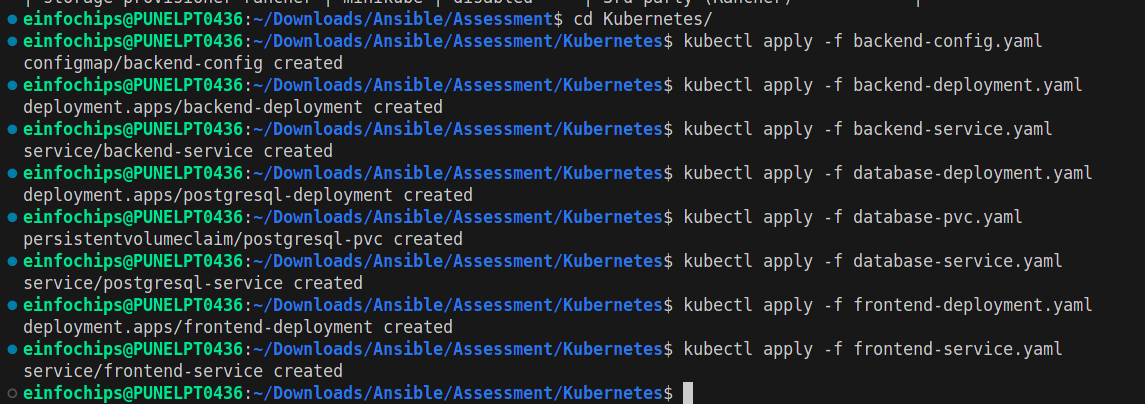 | storage-provisioner-rancher | minikube | disabled | 3rd party (Rancher) |
einfochips@PUNELPT0436:~/Downloads/Ansible/Assessment$ cd Kubernetes/
einfochips@PUNELPT0436:~/Downloads/Ansible/Assessment/Kubernetes$ kubectl apply -f backend-config.yaml
configmap/backend-config created
einfochips@PUNELPT0436:~/Downloads/Ansible/Assessment/Kubernetes$ kubectl apply -f backend-deployment.yaml
deployment.apps/backend-deployment created
einfochips@PUNELPT0436:~/Downloads/Ansible/Assessment/Kubernetes$ kubectl apply -f backend-service.yaml
service/backend-service created
einfochips@PUNELPT0436:~/Downloads/Ansible/Assessment/Kubernetes$ kubectl apply -f database-deployment.yaml
deployment.apps/postgresql-deployment created
einfochips@PUNELPT0436:~/Downloads/Ansible/Assessment/Kubernetes$ kubectl apply -f database-pvc.yaml
persistentvolumeclaim/postgresql-pvc created
einfochips@PUNELPT0436:~/Downloads/Ansible/Assessment/Kubernetes$ kubectl apply -f database-service.yaml
service/postgresql-service created
einfochips@PUNELPT0436:~/Downloads/Ansible/Assessment/Kubernetes$ kubectl apply -f frontend-deployment.yaml
deployment.apps/frontend-deployment created
einfochips@PUNELPT0436:~/Downloads/Ansible/Assessment/Kubernetes$ kubectl apply -f frontend-service.yaml
service/frontend-service created
einfochips@PUNELPT0436:~/Downloads/Ansible/Assessment/Kubernetes$